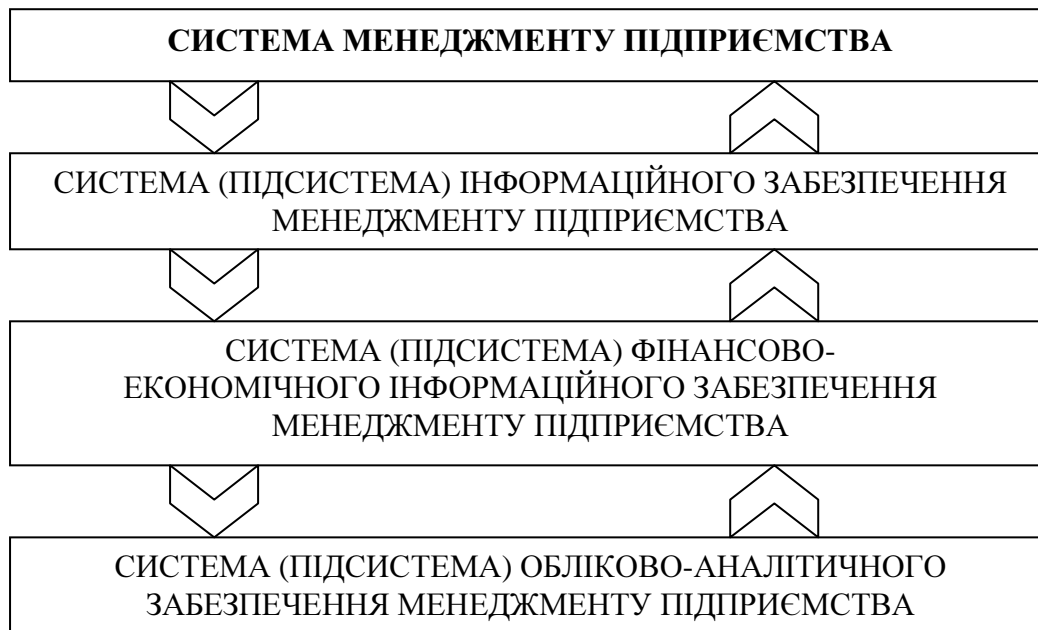 СИСТЕМА МЕНЕДЖМЕНТУ ПІДПРИЄМСТВА
СИСТЕМА (ПІДСИСТЕМА) ІНФОРМАЦІЙНОГО ЗАБЕЗПЕЧЕННЯ
МЕНЕДЖМЕНТУ ПІДПРИЄМСТВА
СИСТЕМА (ПІДСИСТЕМА) ФІНАНСОВО-
ЕКОНОМІЧНОГО ІНФОРМАЦІЙНОГО ЗАБЕЗПЕЧЕННЯ
МЕНЕДЖМЕНТУ ПІДПРИЄМСТВА
СИСТЕМА (ПІДСИСТЕМА) ОБЛІКОВО-АНАЛІТИЧНОГО
ЗАБЕЗПЕЧЕННЯ МЕНЕДЖМЕНТУ ПІДПРИЄМСТВА